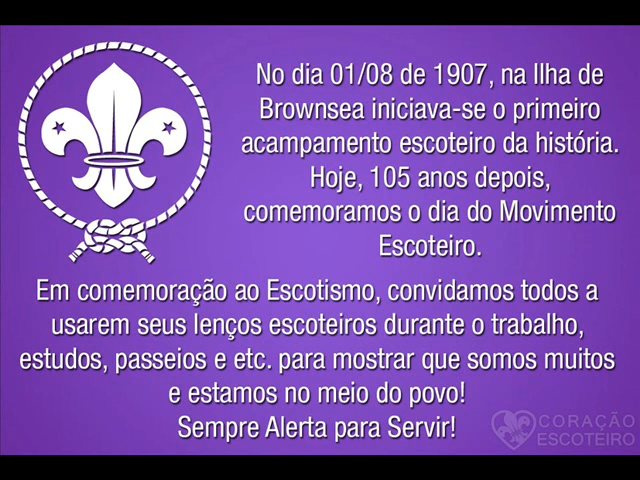 No dia 01/08 de 1907, na Ilha de
Brownsea iniciava-se o primeiro
acampamento escoteiro da história.
Hoje, 105 anos depois,
comemoramos o dia do Movimento
Escoteiro.
Em comemoração ao Escotismo, convidamos todos a
usarem seus lenços escoteiros durante o trabalho,
estudos, passeios e etc. para mostrar que somos muitos
e estamos no meio do povo!
Sempre Alerta para Servir!
CORAÇÃO
ESCOTEIRO